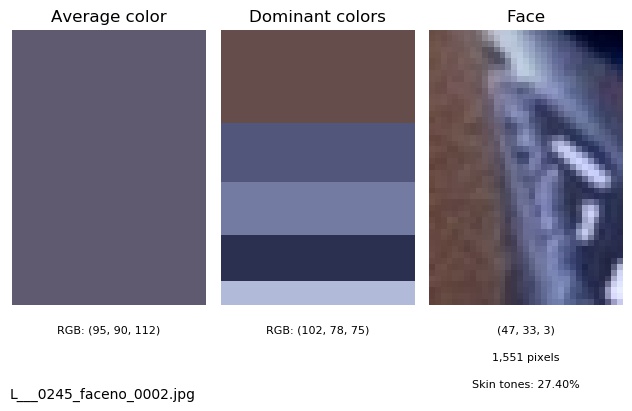 Average color
Dominant colors
Face
RGB: (95, 90, 112)
RGB: (102, 78, 75)
(47, 33, 3)
1,551 pixels
Skin tones: 27.40%
L___0245_faceno_0002.jpg